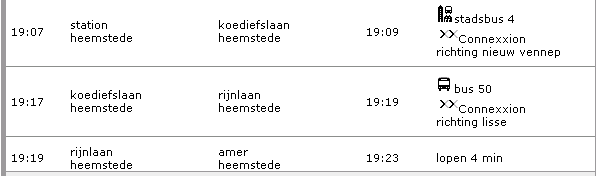 19:07 station heemstede koediefslaan heemstede 19:09 stadsbus 4
Connexxion
richting nieuw vennep
19:17 koediefslaan heemstede rijnlaan heemstede 19:19 bus 50
Connexxion
richting lisse
19:19 rijnlaan heemstede amer heemstede 19:23 lopen 4 min